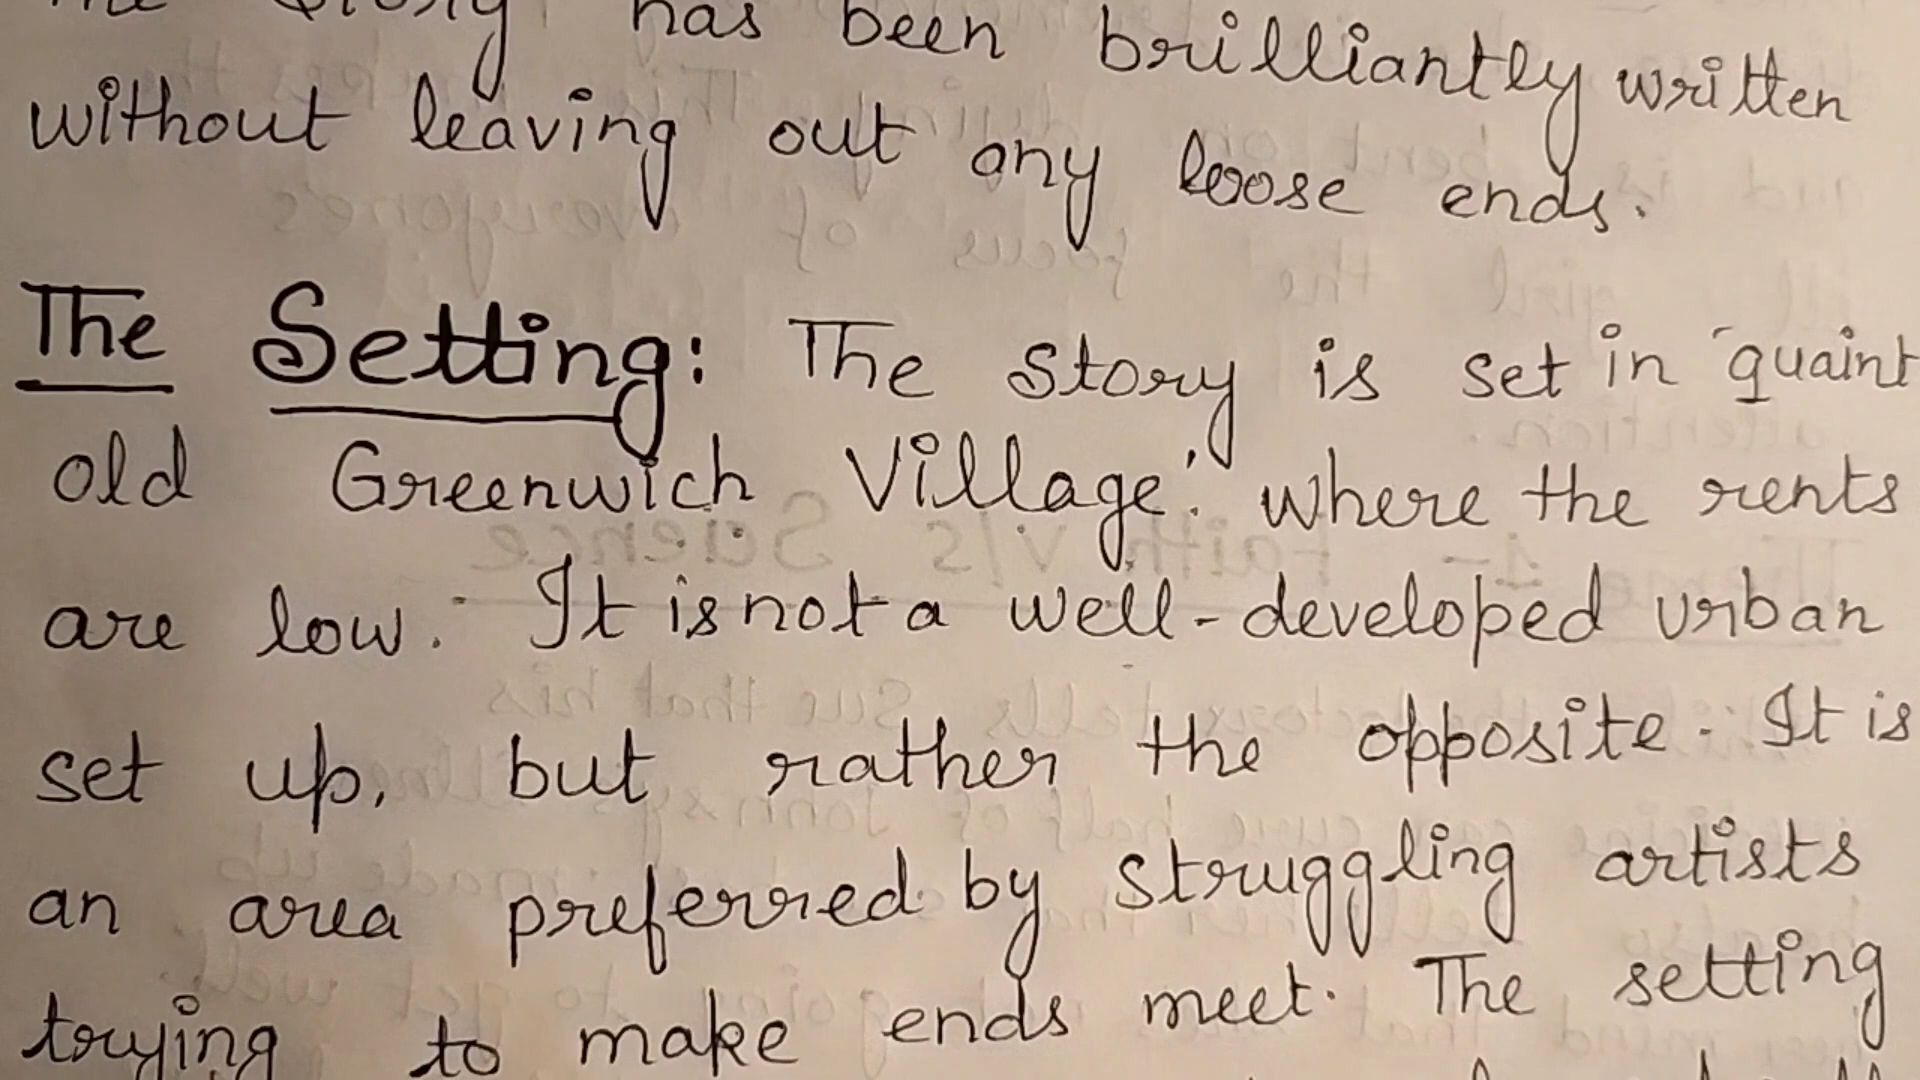 The Story has been brilliantly written
without leaving out any loose ends.
The Setting: The story is set in 'quaint
old Greenwich Village' where the rents
are low. It is not a well-developed urban
set up, but rather the opposite. It is
an area preferred by struggling artists
trying to make ends meet. The setting